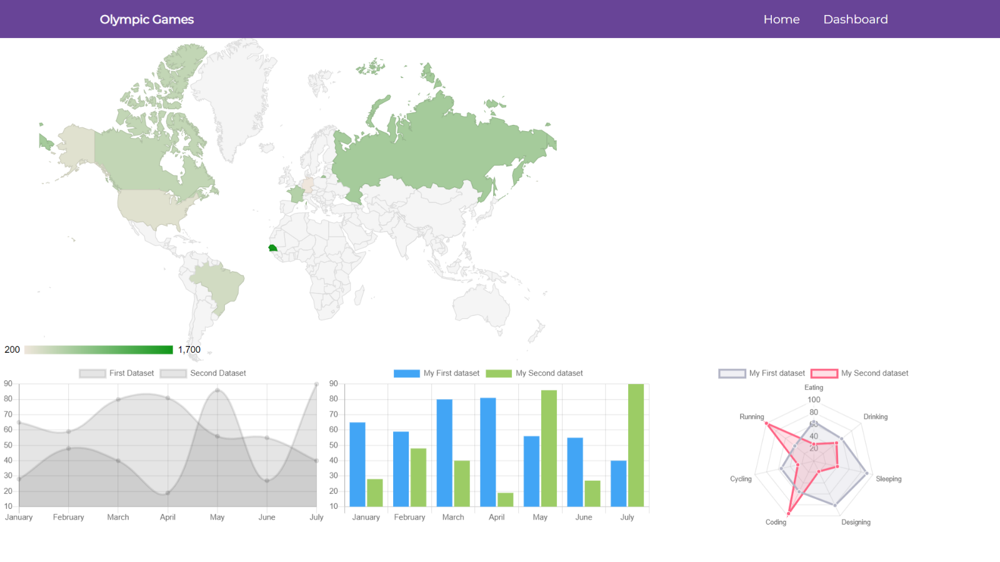 Olympic Games
Home Dashboard
200 1,700
First Dataset Second Dataset
90
80
70
60
50
40
30
20
10
January February March April May June July
My First dataset My Second dataset
90
80
70
60
50
40
30
20
10
January February March April May June July
My First dataset My Second dataset
Eating
100
80
60
40
20
Running
Drinking
Cycling
Sleeping
Coding
Designing